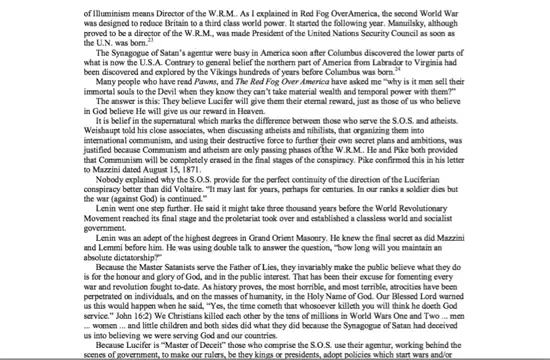 of Illuminism means Director of the W.R.M.. As I explained in Red Fog OverAmerica, the second World War
was designed to reduce Britain to a third class world power. It started the following year. Manuilsky, although
proved to be a director of the W.R.M., was made President of the United Nations Security Council as soon as
the U.N. was born.23
The Synagogue of Satan's agentur were busy in America soon after Columbus discovered the lower parts of
what is now the U.S.A. Contrary to general belief the northern part of America from Labrador to Virginia had
been discovered and explored by the Vikings hundreds of years before Columbus was born.24
Many people who have read Pawns, and The Red Fog Over America have asked me "why is it men sell their
immortal souls to the Devil when they know they can't take material wealth and temporal power with them?"
The answer is this: They believe Lucifer will give them their eternal reward, just as those of us who believe
in God believe He will give us our reward in Heaven.
It is belief in the supernatural which marks the difference between those who serve the S.O.S. and atheists.
Weishaupt told his close associates, when discussing atheists and nihilists, that organizing them into
international communism, and using their destructive force to further their own secret plans and ambitions, was
justified because Communism and atheism are only passing phases of the W.R.M.. He and Pike both provided
that Communism will be completely erased in the final stages of the conspiracy. Pike confirmed this in his letter
to Mazzini dated August 15, 1871.
Nobody explained why the S.O.S. provide for the perfect continuity of the direction of the Luciferian
conspiracy better than did Voltaire. "It may last for years, perhaps for centuries. In our ranks a soldier dies but
the war (against God) is continued."
Lenin went one step further. He said it might take three thousand years before the World Revolutionary
Movement reached its final stage and the proletariat took over and established a classless world and socialist
government.
Lenin was an adept of the highest degrees in Grand Orient Masonry. He knew the final secret as did Mazzini
and Lemmi before him. He was using double talk to answer the question, "how long will you maintain an
absolute dictatorship?"
Because the Master Satanists serve the Father of Lies, they invariably make the public believe what they do
is for the honour and glory of God, and in the public interest. That has been their excuse for fomenting every
war and revolution fought to-date. As history proves, the most horrible, and most terrible, atrocities have been
perpetrated on individuals, and on the masses of humanity, in the Holy Name of God. Our Blessed Lord warned
us this would happen when he said, "Yes, the time cometh that whosoever killeth you will think he doeth God
service." John 16:2) We Christians killed each other by the tens of millions in World Wars One and Two ... men
... women ... and little children and both sides did what they did because the Synagogue of Satan had deceived
us into believing we were serving God and our countries.
Because Lucifer is "Master of Deceit" those who comprise the S.O.S. use their agentur, working behind the
scenes of government, to make our rulers, be they kings or presidents, adopt policies which start wars and/or